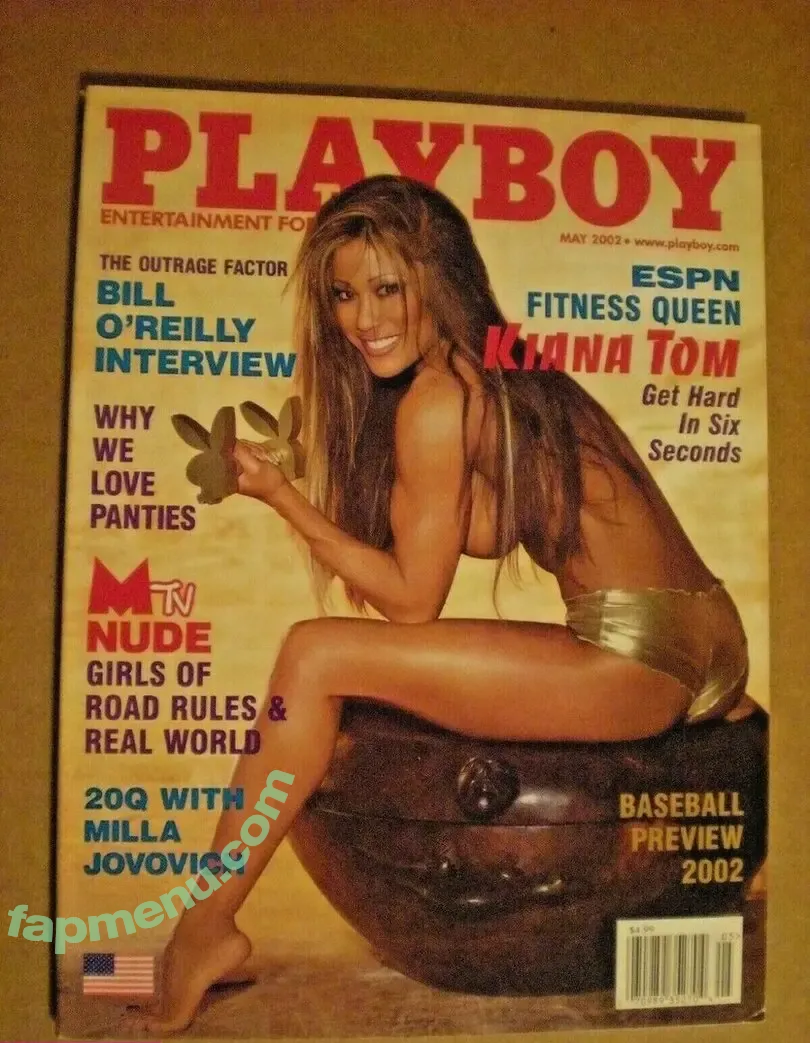 PLAYBOY
ENTERTAINMENT FO
MAY 2002 • www.playboy.com
THE OUTRAGE FACTOR
BILL
O'REILLY
INTERVIEW
ESPN
FITNESS QUEEN
KIANA TOM
Get Hard
In Six
Seconds
WHY
WE
LOVE
PANTIES
MTV
NUDE
GIRLS OF
ROAD RULES &
REAL WORLD
20Q WITH
MILLA
JOVOVICH
BASEBALL
PREVIEW
2002
$4.99
05>
fapmenu.com